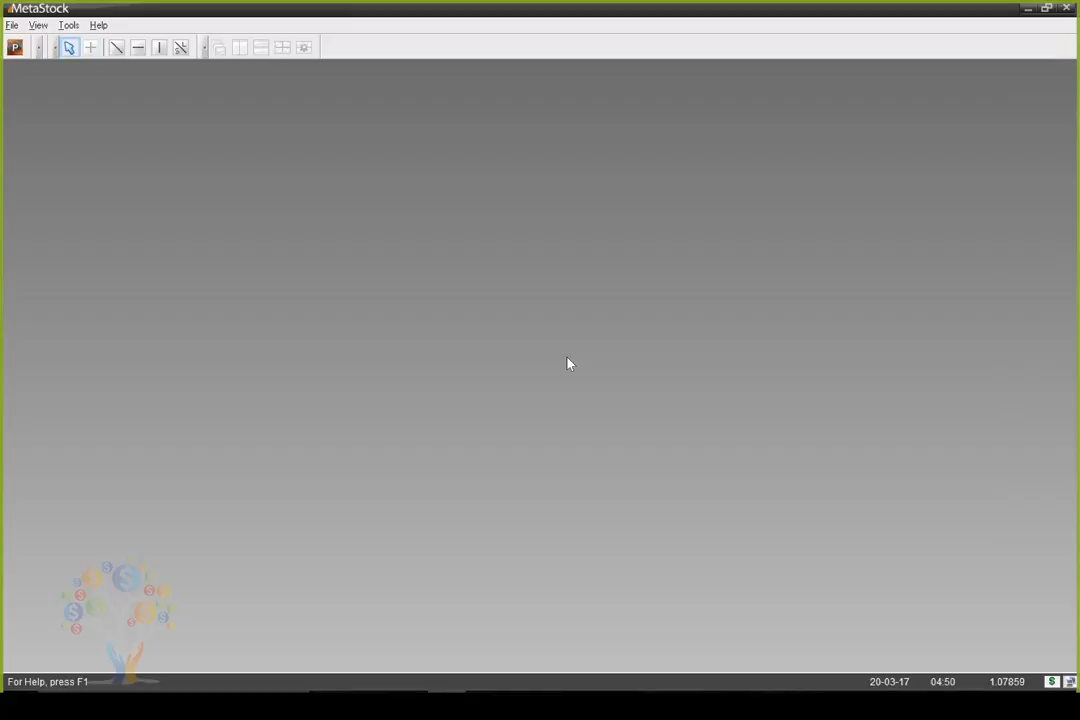 MetaStock
File View Tools Help
P
For Help, press F1 20-03-17 04:50 1.07859 $